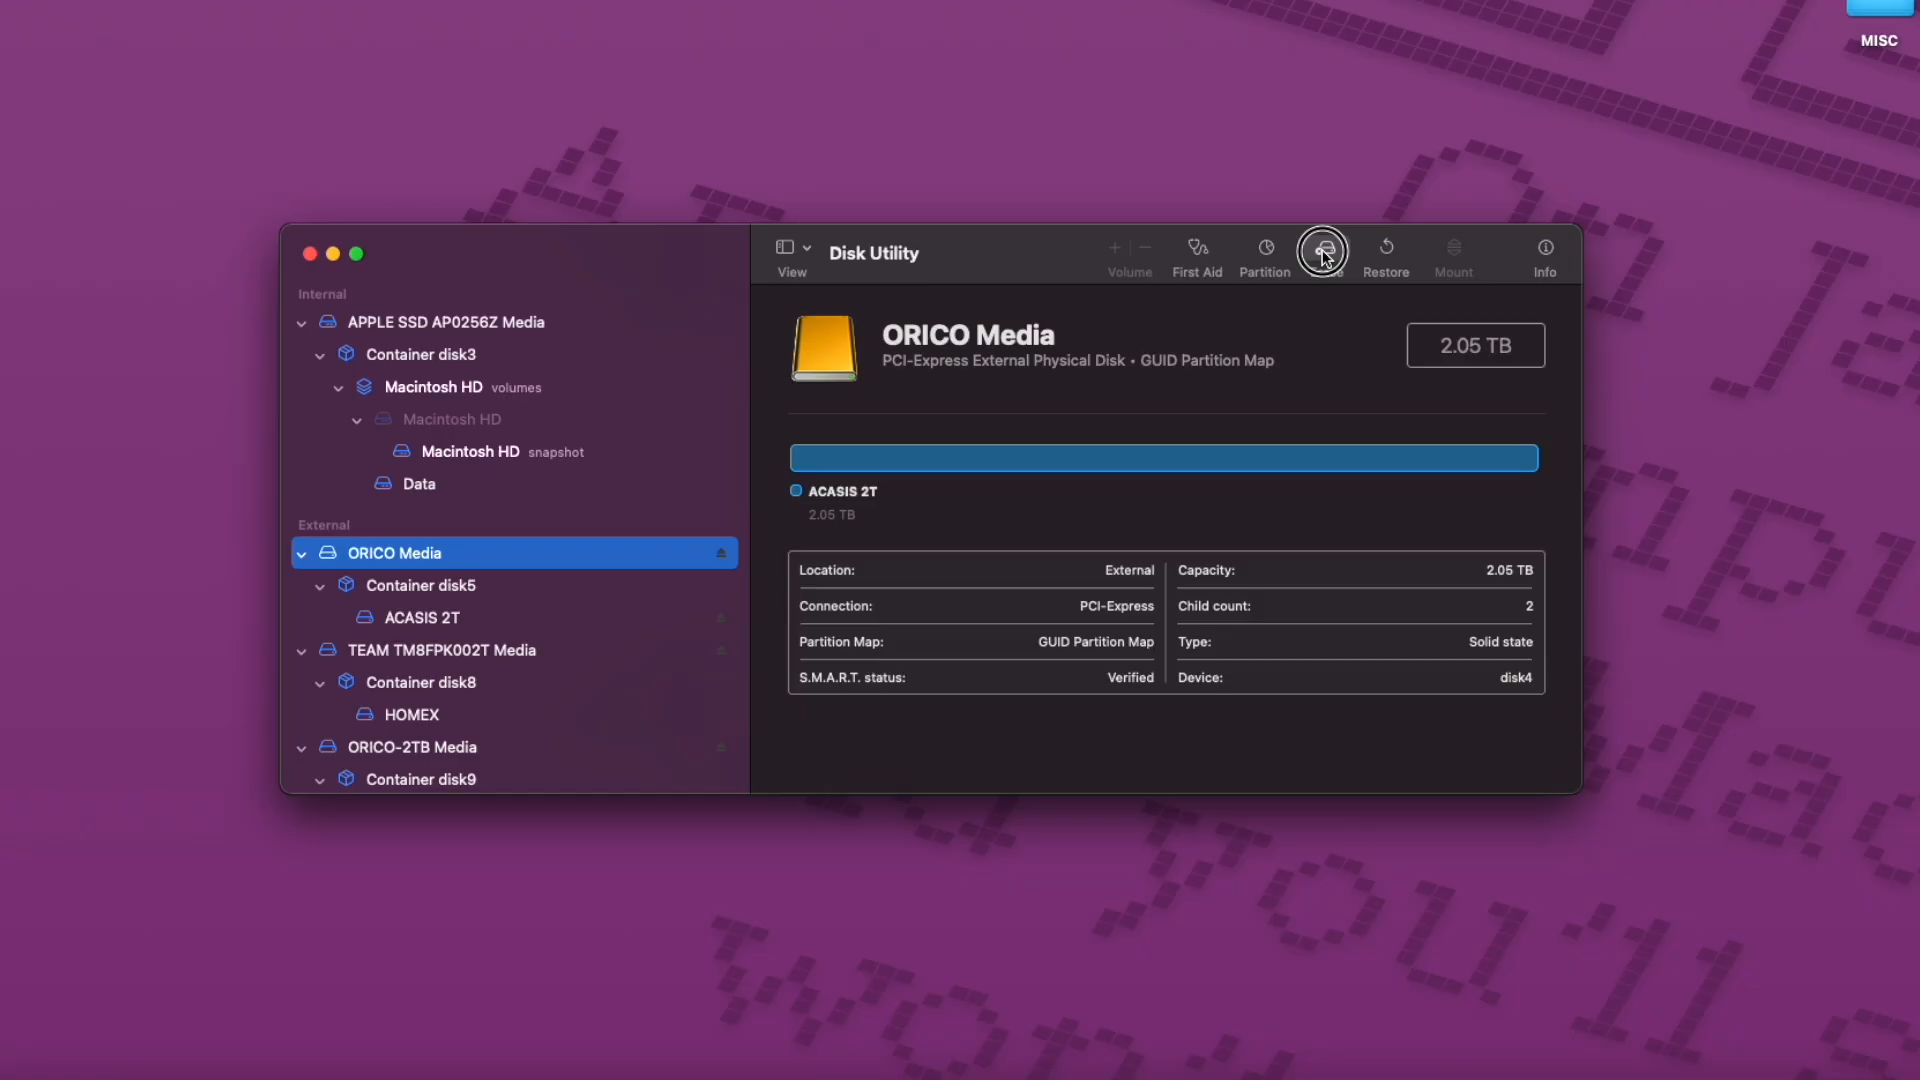 MISC
Disk Utility
View
Volume
First Aid
Partition
Restore
Mount
Info
Internal
APPLE SSD AP0256Z Media
Container disk3
Macintosh HD volumes
Macintosh HD
Macintosh HD snapshot
Data
External
ORICO Media
Container disk5
ACASIS 2T
TEAM TM8FPK002T Media
Container disk8
HOMEX
ORICO-2TB Media
Container disk9
ORICO Media
PCI-Express External Physical Disk • GUID Partition Map
2.05 TB
ACASIS 2T
2.05 TB
Location: External
Capacity: 2.05 TB
Connection: PCI-Express
Child count: 2
Partition Map: GUID Partition Map
Type: Solid state
S.M.A.R.T. status: Verified
Device: disk4
you'll